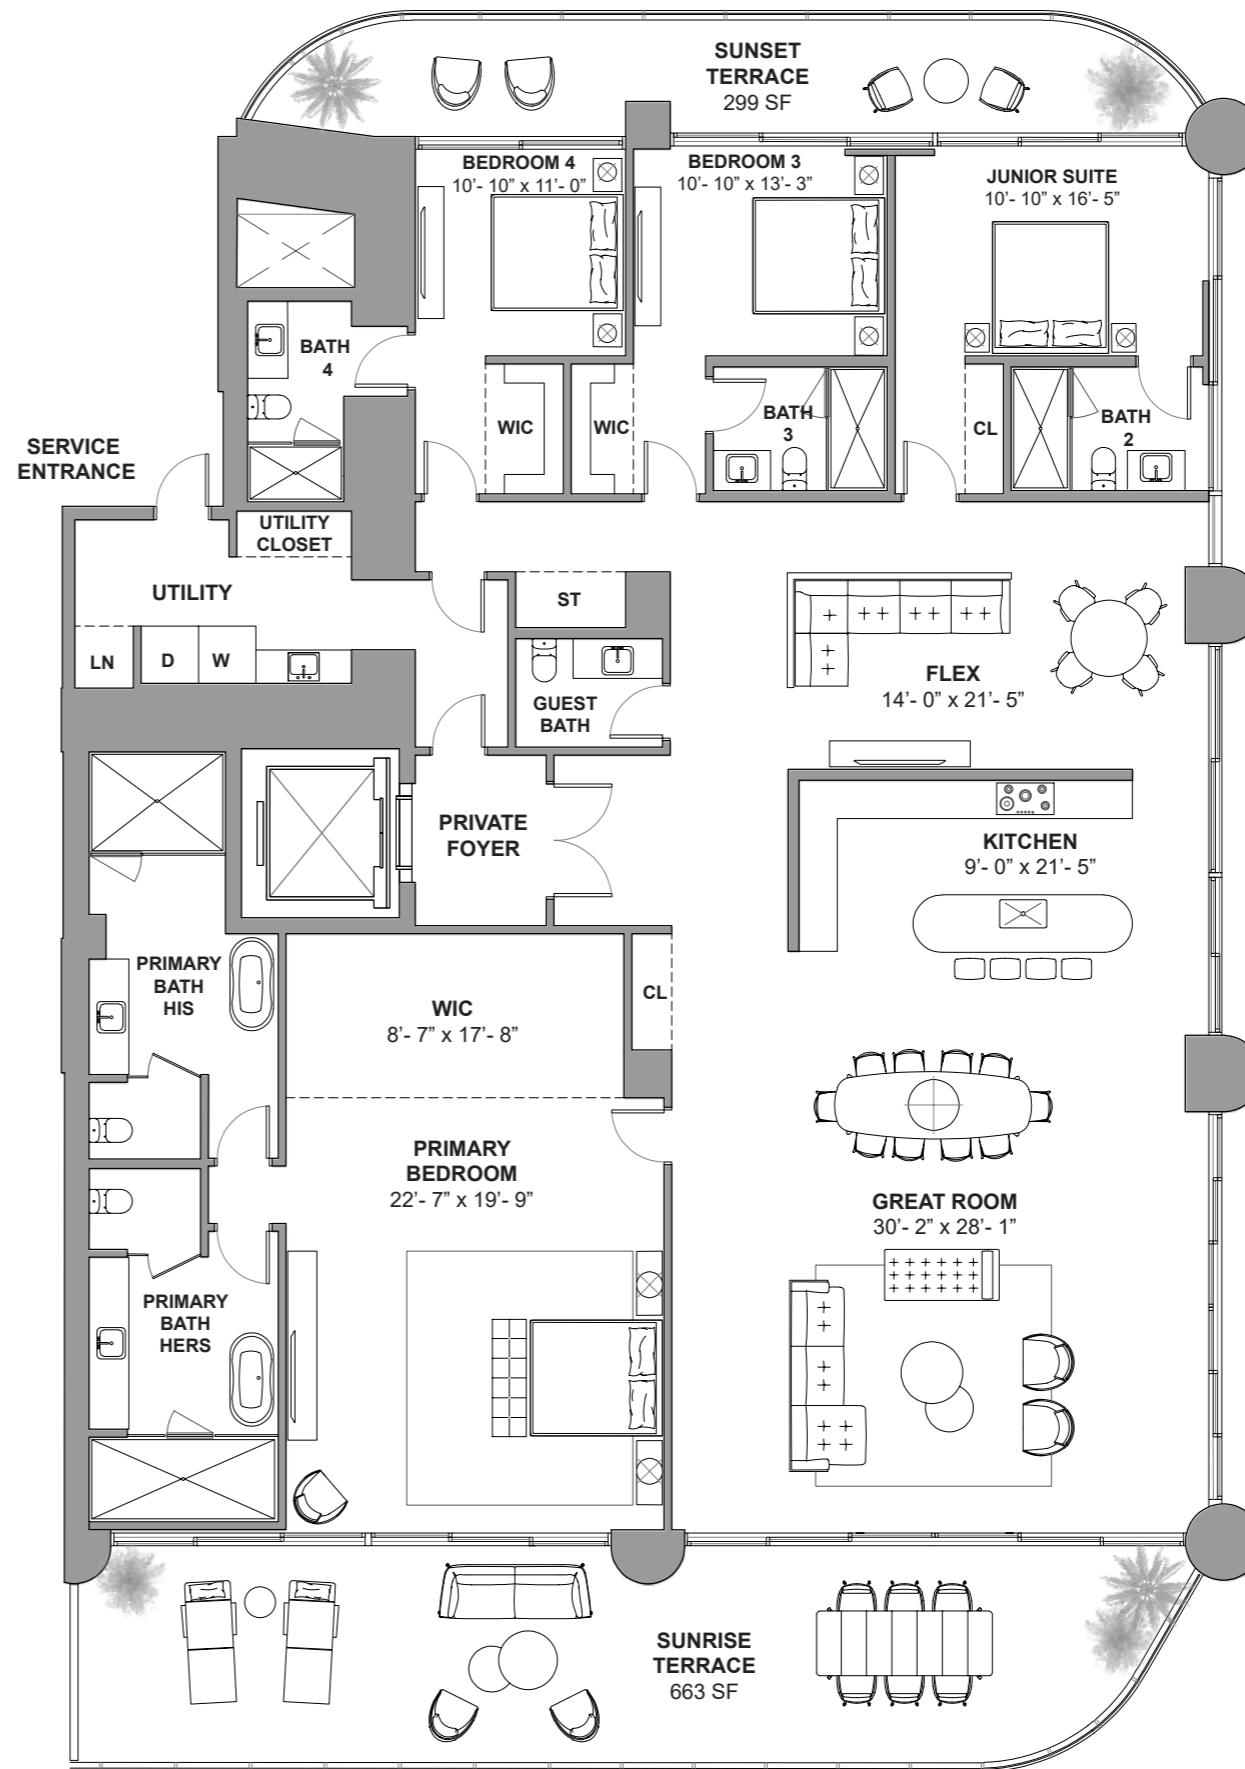 SUNSET
TERRACE
299 SF
BEDROOM 4
10’- 10” x 11’- 0”
BEDROOM 3
10’- 10” x 13’- 3”
JUNIOR SUITE
10’- 10” x 16’- 5”
BATH
4
WIC
WIC
BATH
3
CL
BATH
2
SERVICE
ENTRANCE
UTILITY
CLOSET
UTILITY
ST
LN
D
W
GUEST
BATH
FLEX
14’- 0” x 21’- 5”
PRIVATE
FOYER
KITCHEN
9’- 0” x 21’- 5”
PRIMARY
BATH
HIS
WIC
8’- 7” x 17’- 8”
CL
PRIMARY
BEDROOM
22’- 7” x 19’- 9”
GREAT ROOM
30’- 2” x 28’- 1”
PRIMARY
BATH
HERS
SUNRISE
TERRACE
663 SF